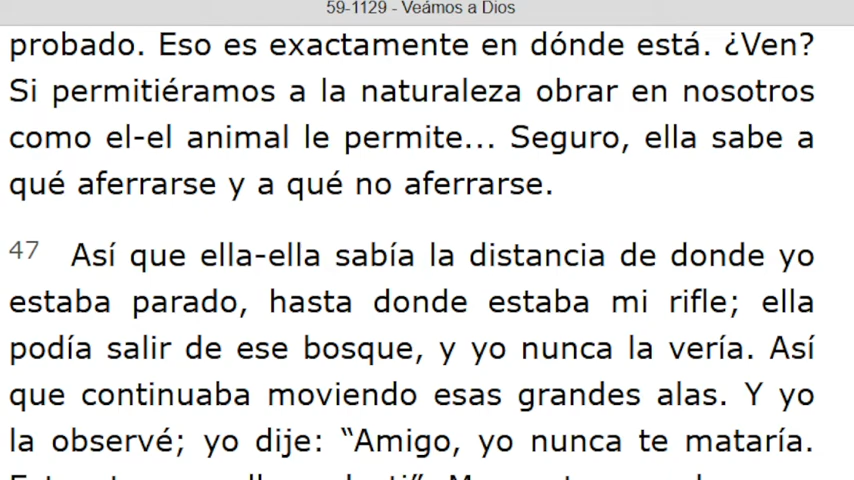 59-1129 - Veámos a Dios
probado. Eso es exactamente en dónde está. ¿Ven?
Si permitiéramos a la naturaleza obrar en nosotros
como el-el animal le permite... Seguro, ella sabe a
qué aferrarse y a qué no aferrarse.
47 Así que ella-ella sabía la distancia de donde yo
estaba parado, hasta donde estaba mi rifle; ella
podía salir de ese bosque, y yo nunca la vería. Así
que continuaba moviendo esas grandes alas. Y yo
la observé; yo dije: “Amigo, yo nunca te mataría.